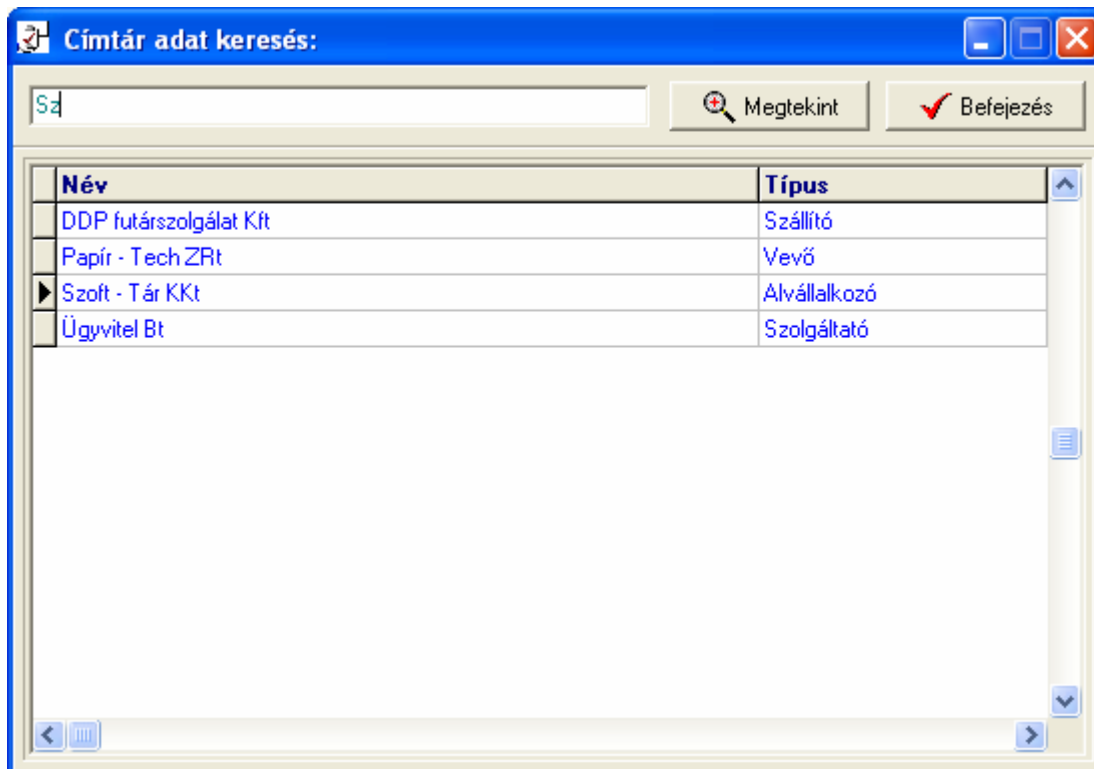 Címtár adat keresés:
Sz Megtekint Befejezés
Név Típus
DDP futárszolgálat Kft Szállító
Papír - Tech ZRt Vevő
Szoft - Tár KKt Alvállalkozó
Ügyvitel Bt Szolgáltató